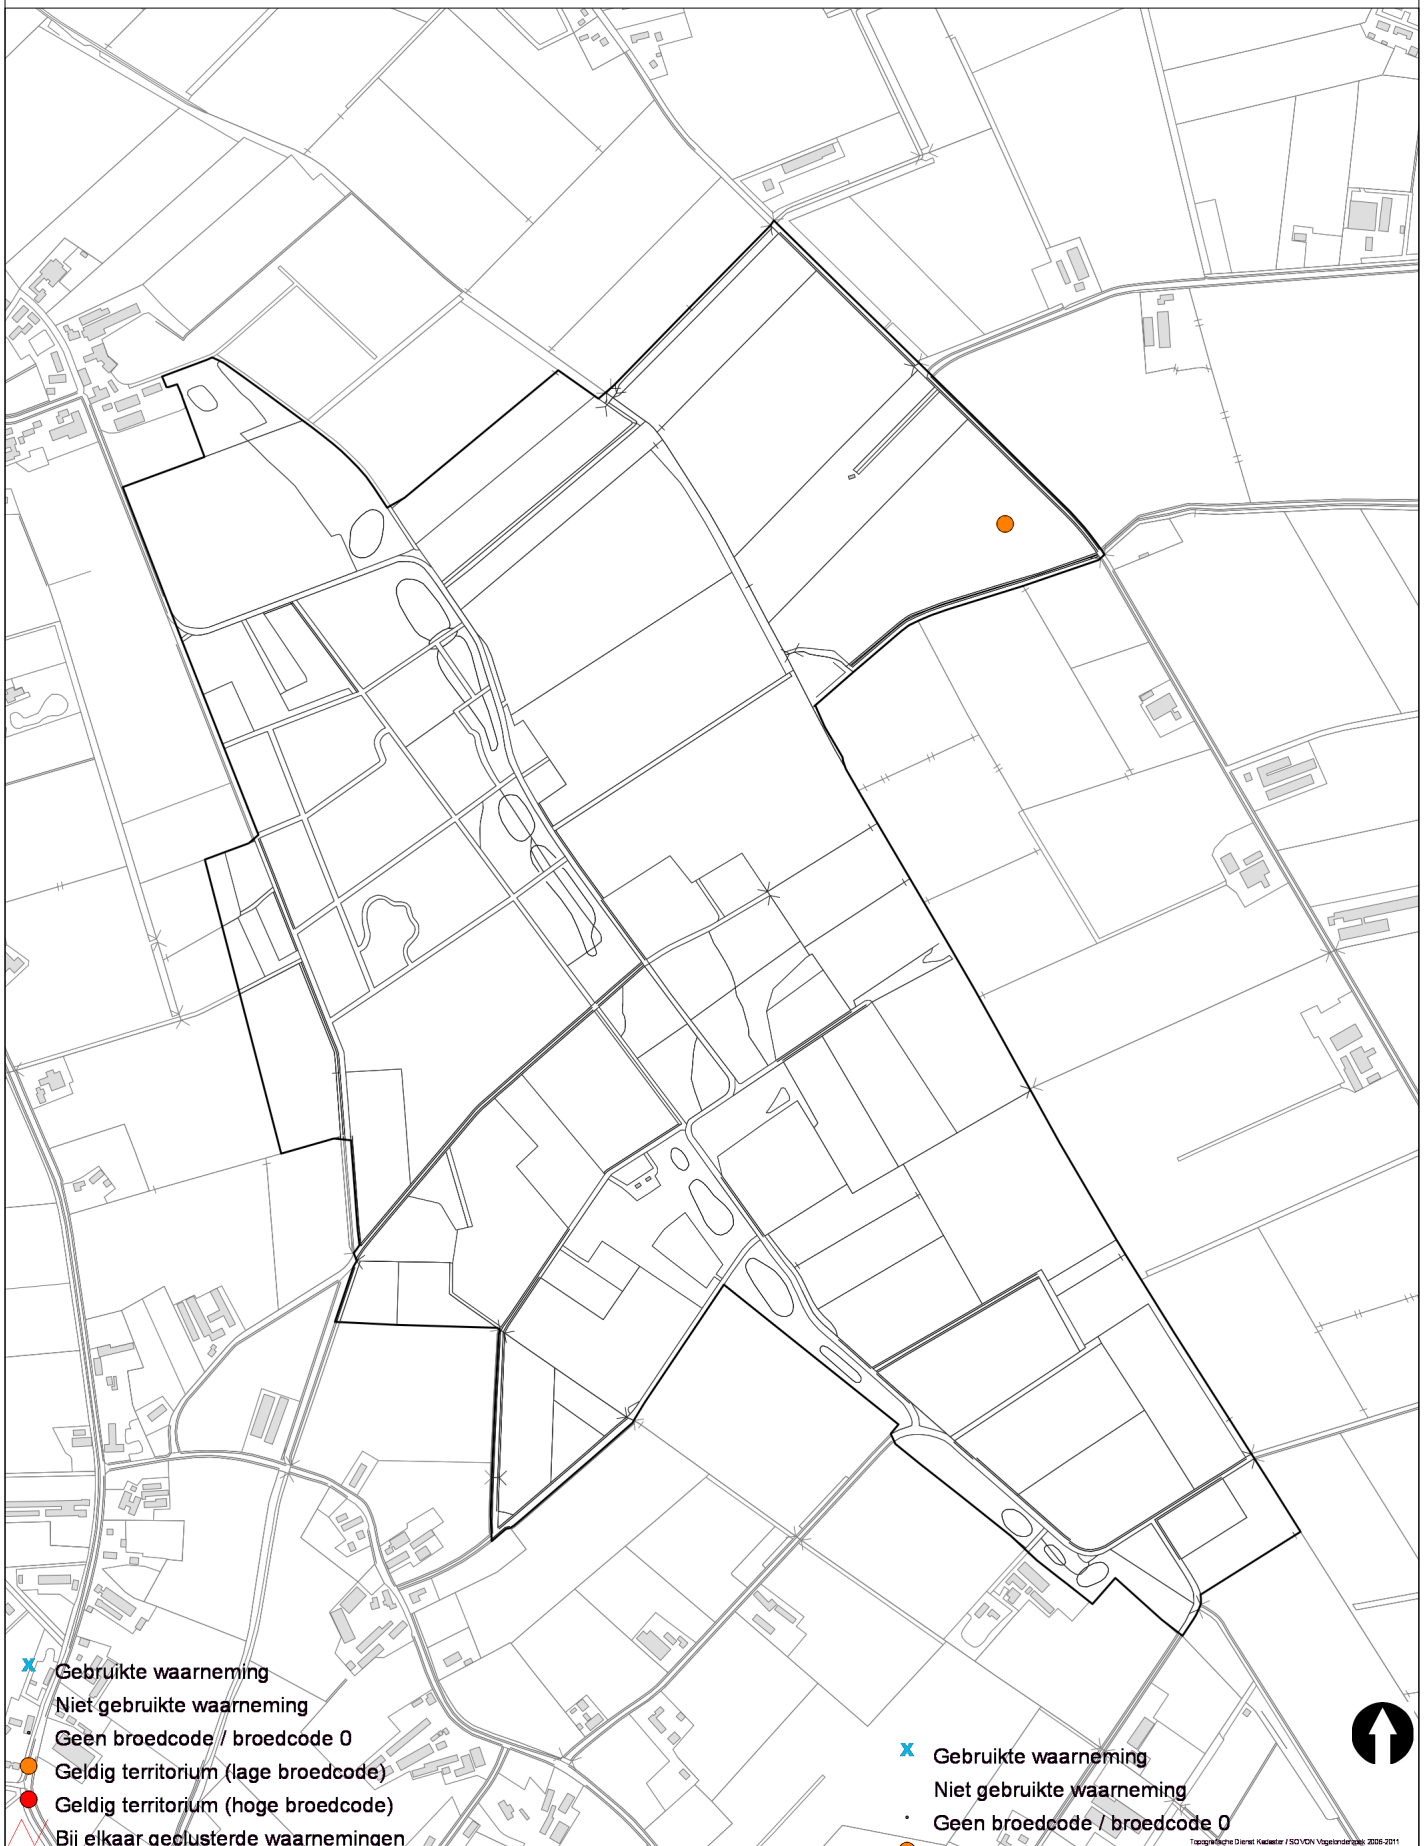 x Gebruikte waarneming
Niet gebruikte waarneming
Geen broedcode / broedcode 0
Geldig territorium (lage broedcode)
Geldig territorium (hoge broedcode)
Bij elkaar geclusterde waarnemingen
x Gebruikte waarneming
Niet gebruikte waarneming
Geen broedcode / broedcode 0
Topografische Dienst Kadaster / SOVON Vogelonderzoek 2006-2011